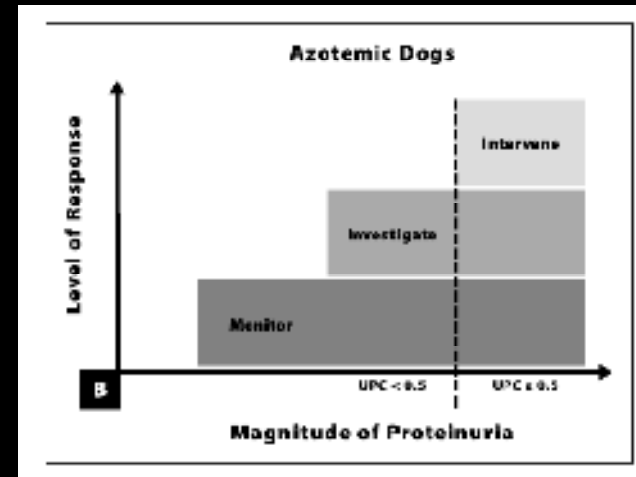 Azotemic Dogs
Level of Response
Intervene
Investigate
Monitor
B
UPC < 0.5
UPC ≥ 0.5
Magnitude of Proteinuria